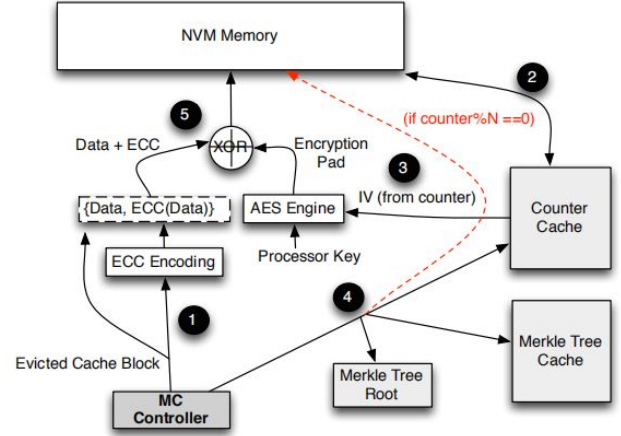 NVM Memory
2
5
(if counter%N ==0)
Data + ECC
XOR
Encryption
Pad
3
{Data, ECC(Data)}
AES Engine
IV (from counter)
Counter
Cache
ECC Encoding
Processor Key
4
1
Evicted Cache Block
Merkle Tree
Cache
Merkle Tree
Root
MC
Controller